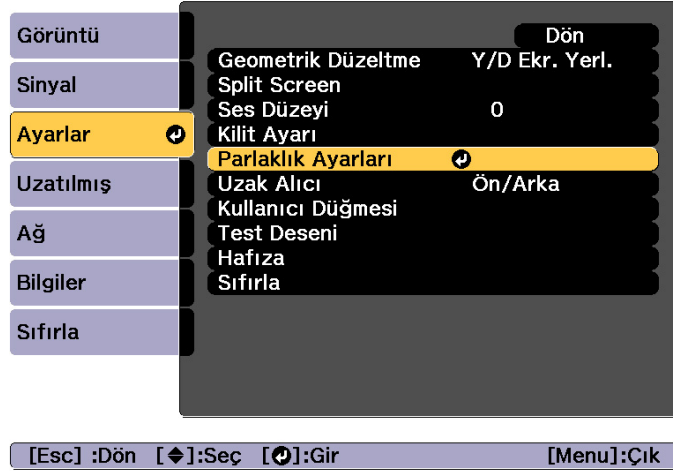 Görüntü
Sinyal
Ayarlar
Uzatılmış
Ağ
Bilgiler
Sıfırla
Dön
Geometrik Düzeltme Y/D Ekr. Yerl.
Split Screen
Ses Düzeyi 0
Kilit Ayarı
Parlaklık Ayarları
Uzak Alıcı Ön/Arka
Kullanıcı Düğmesi
Test Deseni
Hafıza
Sıfırla
[Esc] :Dön [◆]:Seç [↵]:Gir [Menu]:Çık